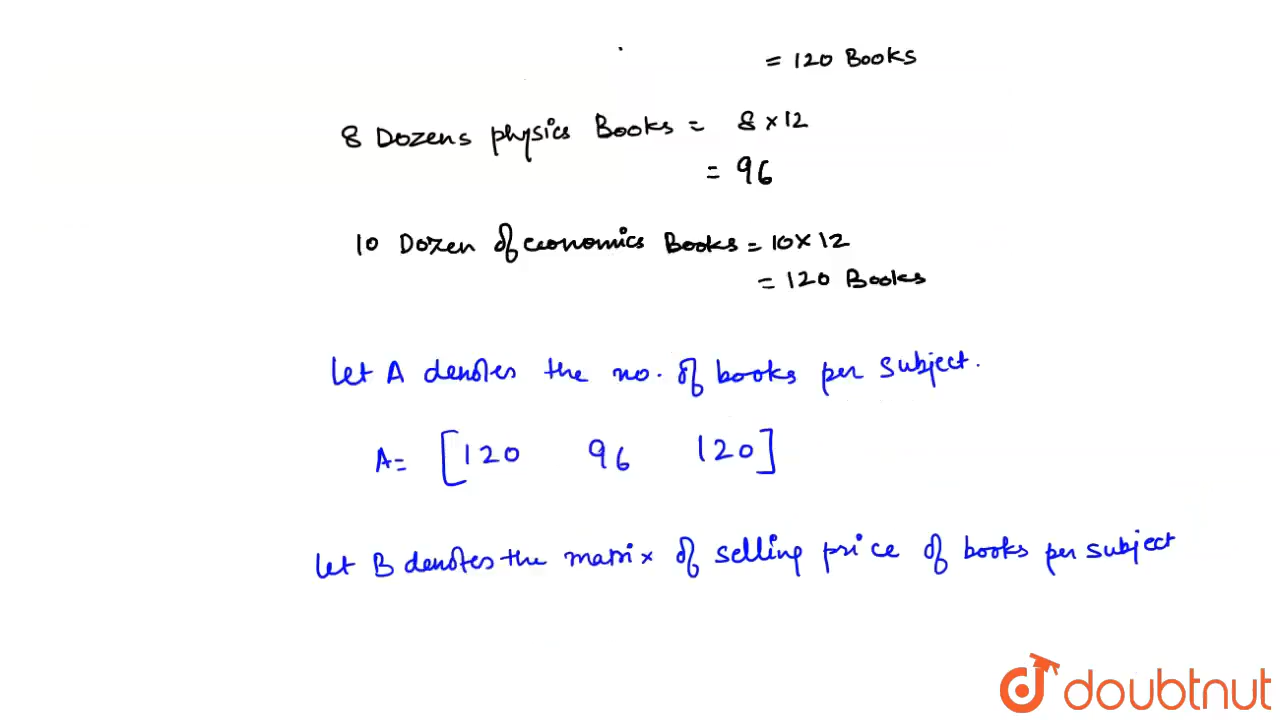 = 120 Books
8 Dozens physics Books = 8 × 12
= 96
10 Dozen of economics Books = 10 × 12
= 120 Books
Let A denotes the no. of books per subject.
A = [120 96 120]
Let B denotes the matrix of selling price of books per subject
doubtnut